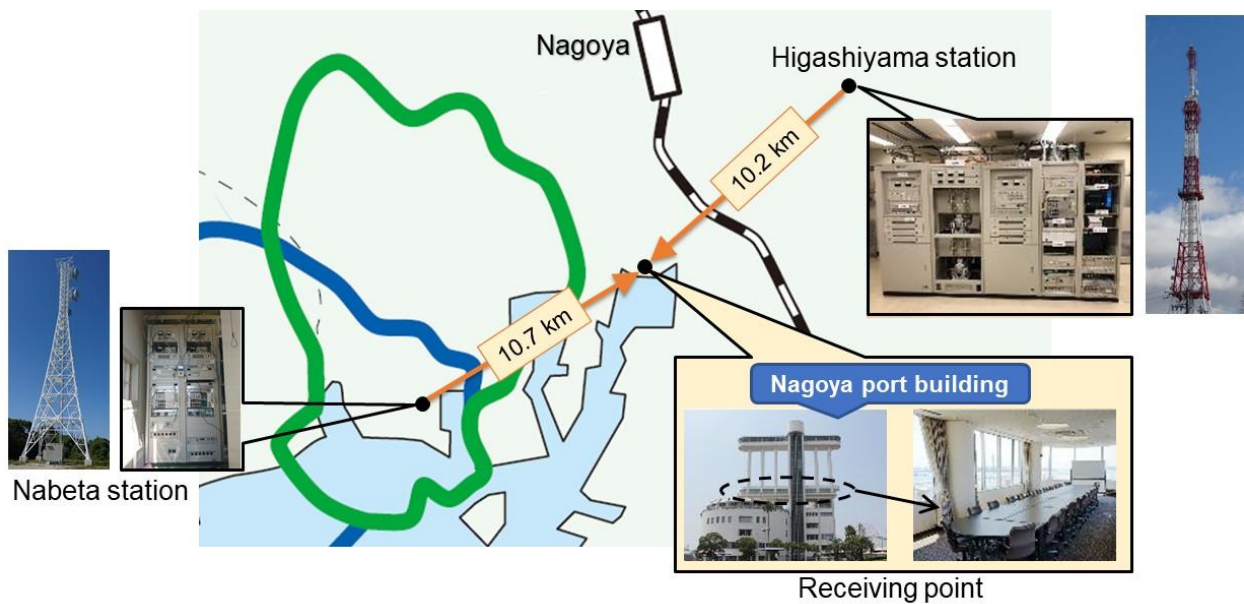 Nagoya
Higashiyama station
10.2 km
10.7 km
Nabeta station
Nagoya port building
Receiving point